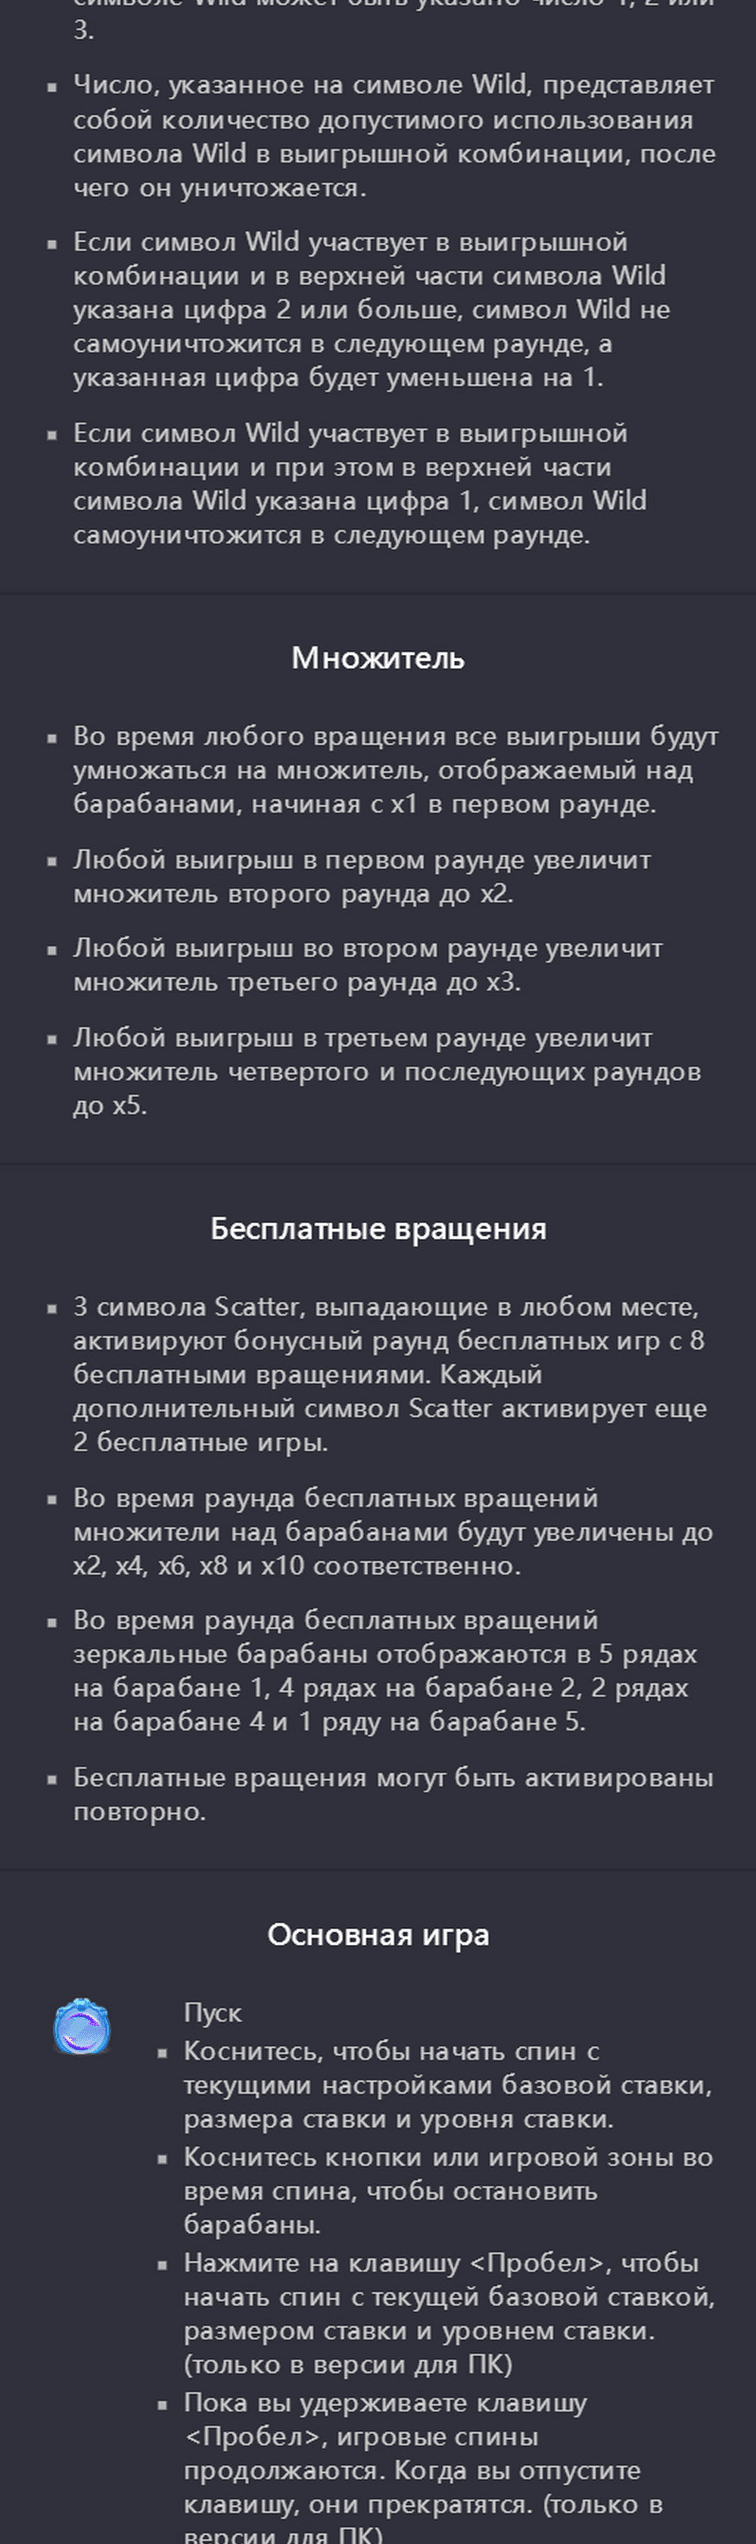 символе Wild может быть указано число 1, 2 или
3.
▪ Число, указанное на символе Wild, представляет
собой количество допустимого использования
символа Wild в выигрышной комбинации, после
чего он уничтожается.
▪ Если символ Wild участвует в выигрышной
комбинации и в верхней части символа Wild
указана цифра 2 или больше, символ Wild не
самоуничтожится в следующем раунде, а
указанная цифра будет уменьшена на 1.
▪ Если символ Wild участвует в выигрышной
комбинации и при этом в верхней части
символа Wild указана цифра 1, символ Wild
самоуничтожится в следующем раунде.
Множитель
▪ Во время любого вращения все выигрыши будут
умножаться на множитель, отображаемый над
барабанами, начиная с x1 в первом раунде.
▪ Любой выигрыш в первом раунде увеличит
множитель второго раунда до x2.
▪ Любой выигрыш во втором раунде увеличит
множитель третьего раунда до x3.
▪ Любой выигрыш в третьем раунде увеличит
множитель четвертого и последующих раундов
до x5.
Бесплатные вращения
▪ 3 символа Scatter, выпадающие в любом месте,
активируют бонусный раунд бесплатных игр с 8
бесплатными вращениями. Каждый
дополнительный символ Scatter активирует еще
2 бесплатные игры.
▪ Во время раунда бесплатных вращений
множители над барабанами будут увеличены до
x2, x4, x6, x8 и x10 соответственно.
▪ Во время раунда бесплатных вращений
зеркальные барабаны отображаются в 5 рядах
на барабане 1, 4 рядах на барабане 2, 2 рядах
на барабане 4 и 1 ряду на барабане 5.
▪ Бесплатные вращения могут быть активированы
повторно.
Основная игра
Пуск
▪ Коснитесь, чтобы начать спин с
текущими настройками базовой ставки,
размера ставки и уровня ставки.
▪ Коснитесь кнопки или игровой зоны во
время спина, чтобы остановить
барабаны.
▪ Нажмите на клавишу <Пробел>, чтобы
начать спин с текущей базовой ставкой,
размером ставки и уровнем ставки.
(только в версии для ПК)
▪ Пока вы удерживаете клавишу
<Пробел>, игровые спины
продолжаются. Когда вы отпустите
клавишу, они прекратятся. (только в
версии для ПК)